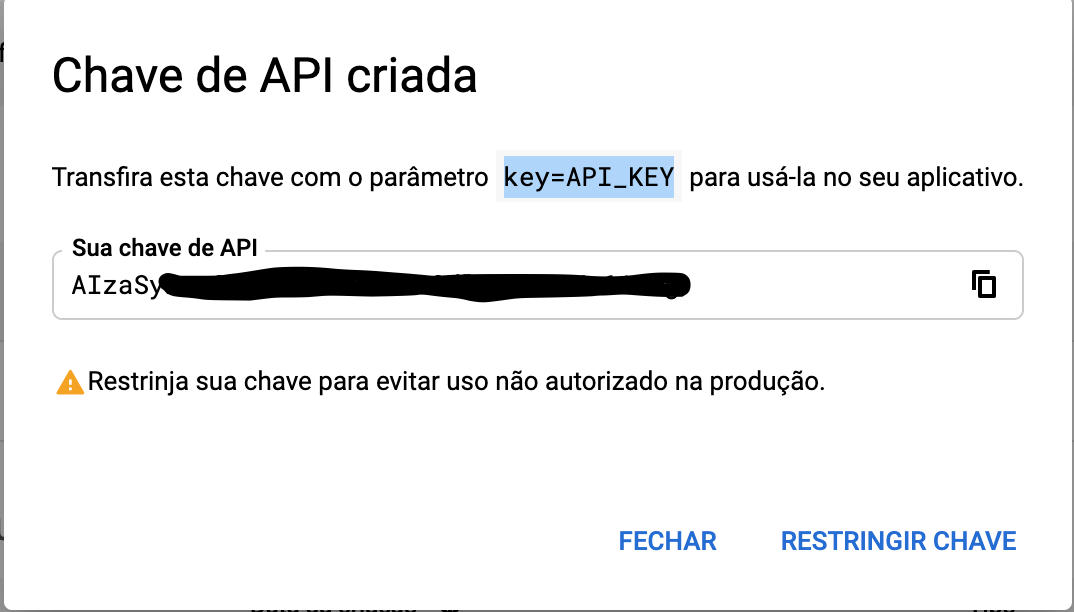 Chave de API criada
Transfira esta chave com o parâmetro key=API_KEY para usá-la no seu aplicativo.
Sua chave de API
AIzaSy
Restrinja sua chave para evitar uso não autorizado na produção.
FECHAR RESTRINGIR CHAVE